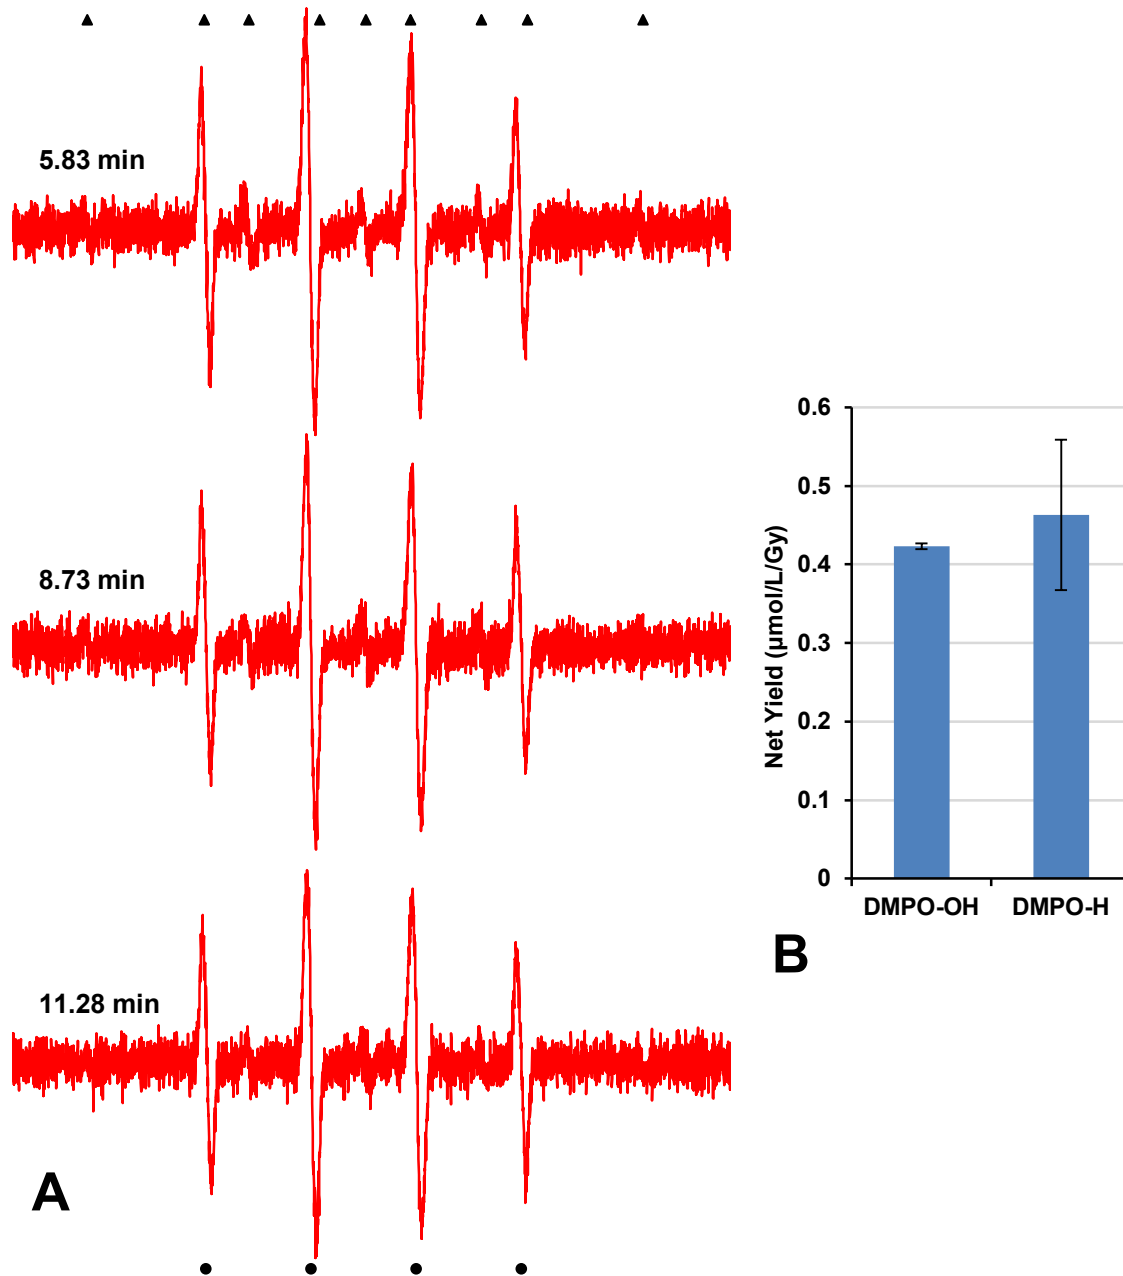 5.83 min
8.73 min
11.28 min
A
Net Yield (µmol/L/Gy)
0.6
0.5
0.4
0.3
0.2
0.1
0
DMPO-OH DMPO-H
B